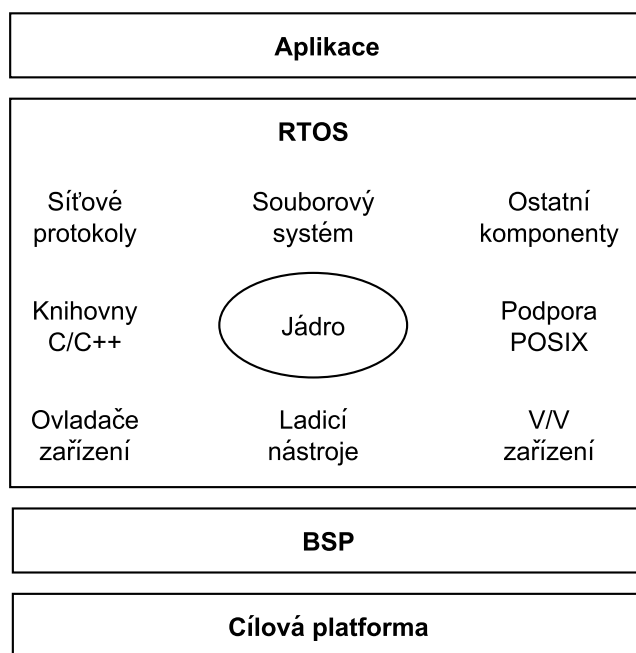 Aplikace
RTOS
Síťové
protokoly
Souborový
systém
Ostatní
komponenty
Knihovny
C/C++
Jádro
Podpora
POSIX
Ovladače
zařízení
Ladicí
nástroje
V/V
zařízení
BSP
Cílová platforma